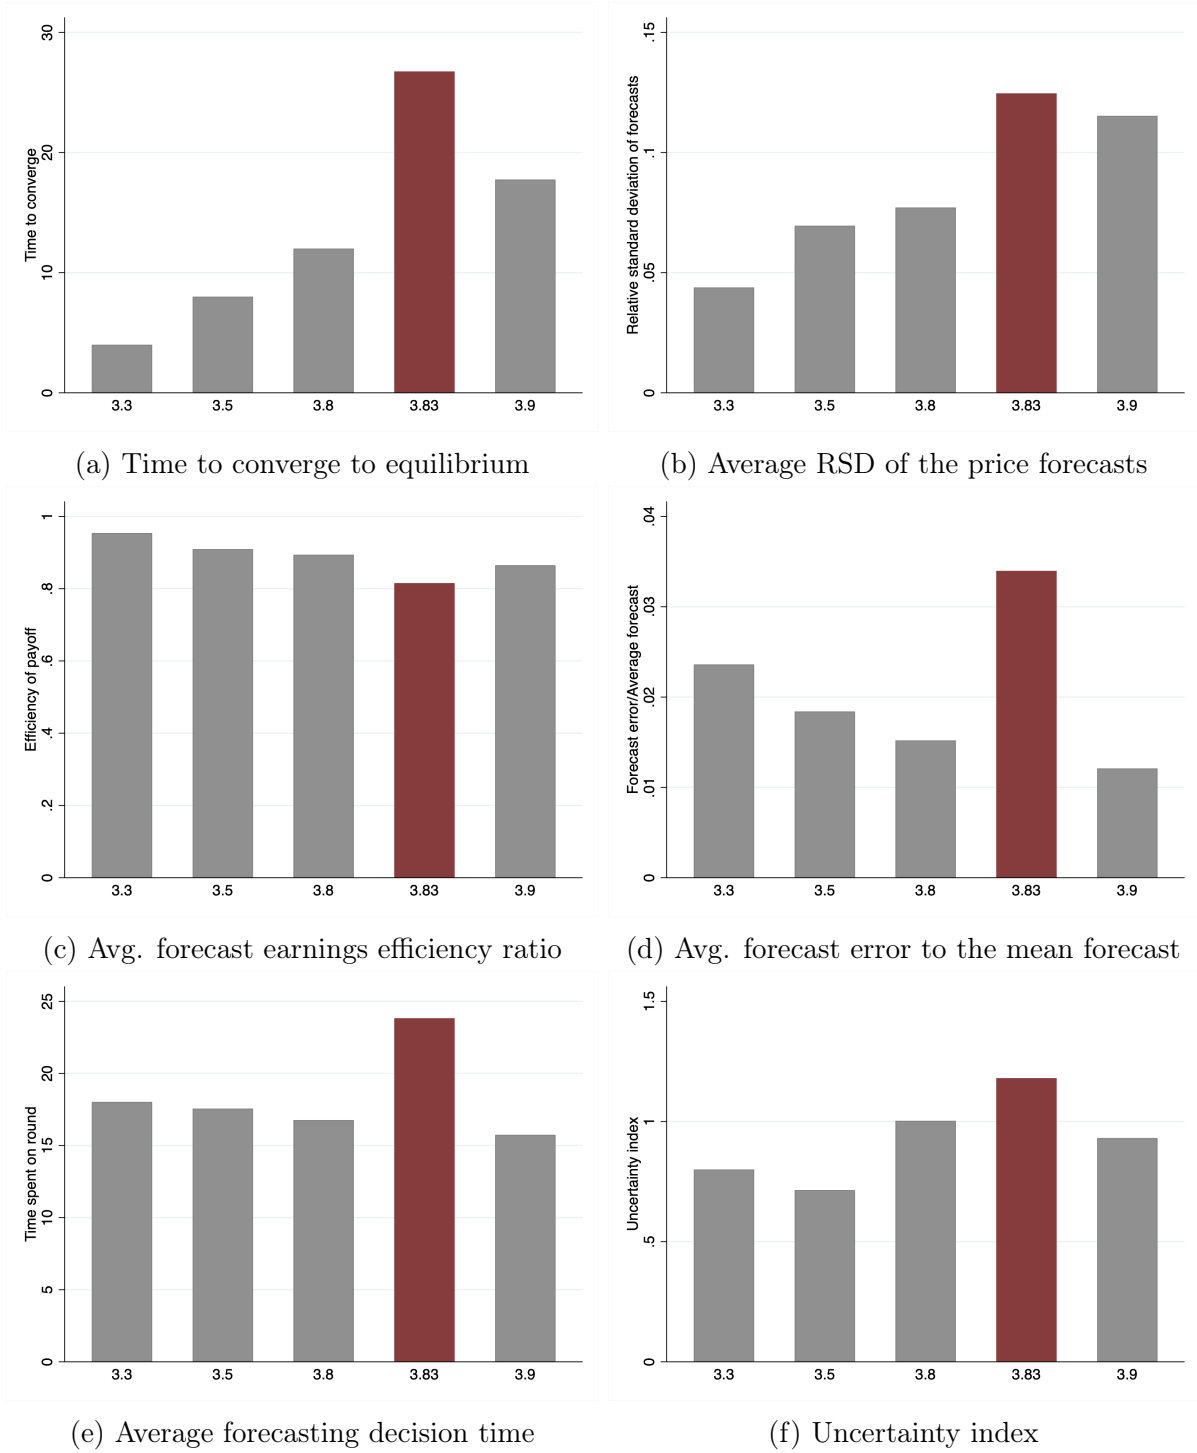 Time to converge
30
20
10
0
3.3 3.5 3.8 3.83 3.9
(a) Time to converge to equilibrium
Relative standard deviation of forecasts
.15
.1
.05
0
3.3 3.5 3.8 3.83 3.9
(b) Average RSD of the price forecasts
Efficiency of payoff
1
.8
.6
.4
.2
0
3.3 3.5 3.8 3.83 3.9
(c) Avg. forecast earnings efficiency ratio
Forecast error/Average forecast
.04
.03
.02
.01
0
3.3 3.5 3.8 3.83 3.9
(d) Avg. forecast error to the mean forecast
Time spent on round
25
20
15
10
5
0
3.3 3.5 3.8 3.83 3.9
(e) Average forecasting decision time
Uncertainty index
1.5
1
.5
0
3.3 3.5 3.8 3.83 3.9
(f) Uncertainty index